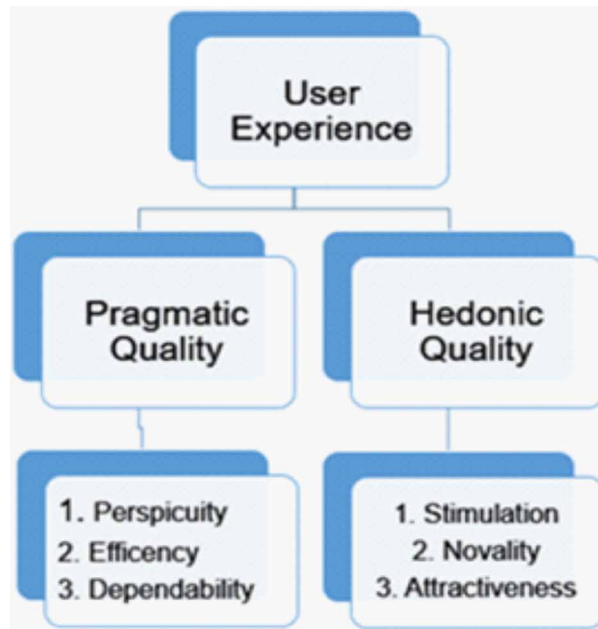 User
Experience
Pragmatic
Quality
Hedonic
Quality
1. Perspicuity
2. Efficency
3. Dependability
1. Stimulation
2. Novality
3. Attractiveness